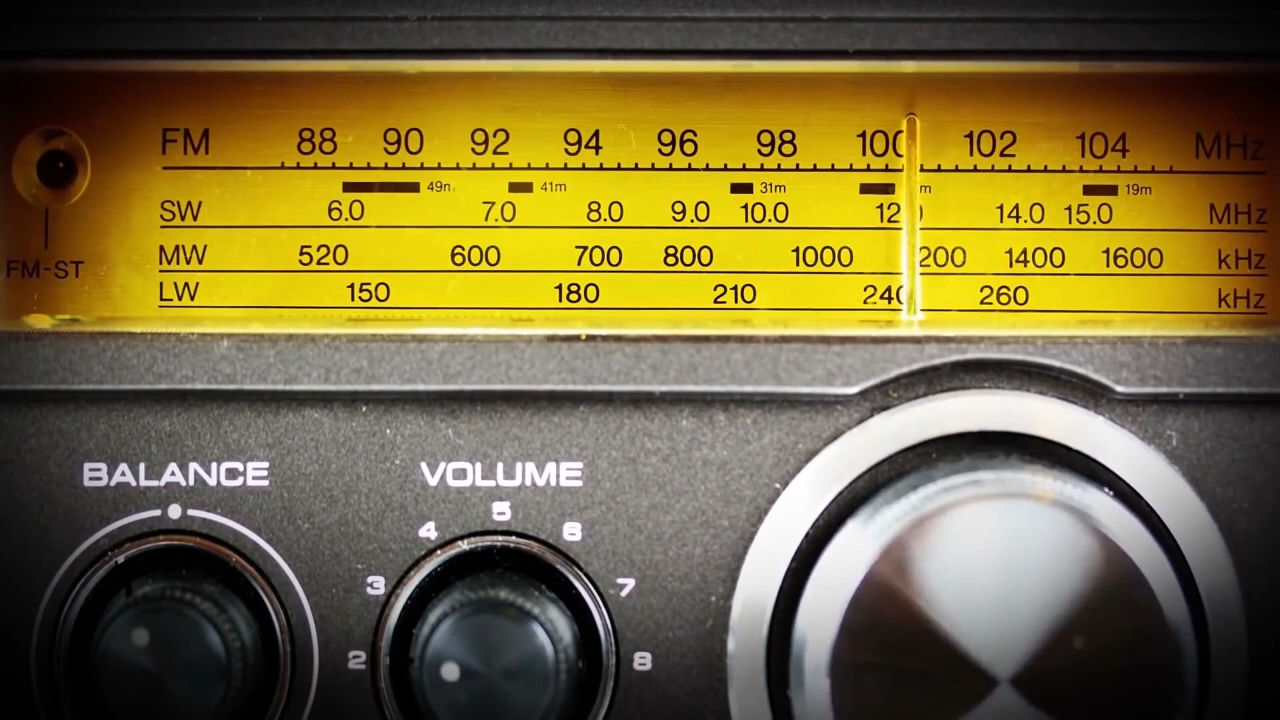 FM 88 90 92 94 96 98 100 102 104 MHz
41m 31m 19m
SW 6.0 7.0 8.0 9.0 10.0 14.0 15.0 MHz
MW 520 600 700 800 1000 1400 1600 kHz
FM-ST
LW 150 180 210 240 260 kHz
BALANCE VOLUME
5
4 6
3 7
2 8